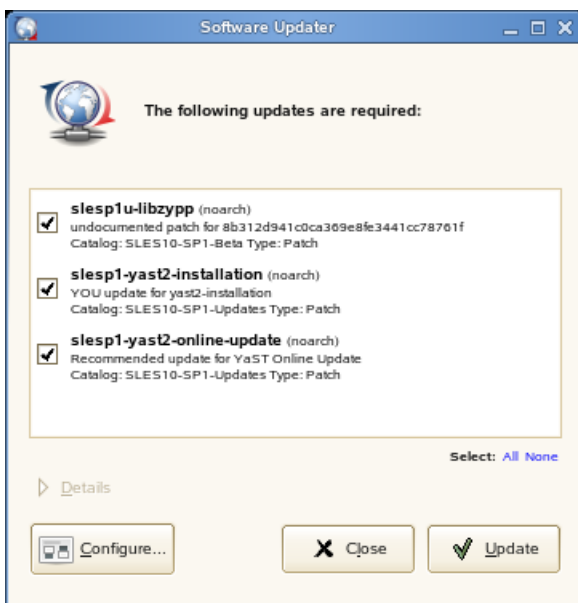 Software Updater
The following updates are required:
slesp1u-libzypp (noarch)
undocumented patch for 8b312d941c0ca369e8fe3441cc78761f
Catalog: SLES10-SP1-Beta Type: Patch
slesp1-yast2-installation (noarch)
YOU update for yast2-installation
Catalog: SLES10-SP1-Updates Type: Patch
slesp1-yast2-online-update (noarch)
Recommended update for YaST Online Update
Catalog: SLES10-SP1-Updates Type: Patch
Select: All None
Details
Configure... Close Update